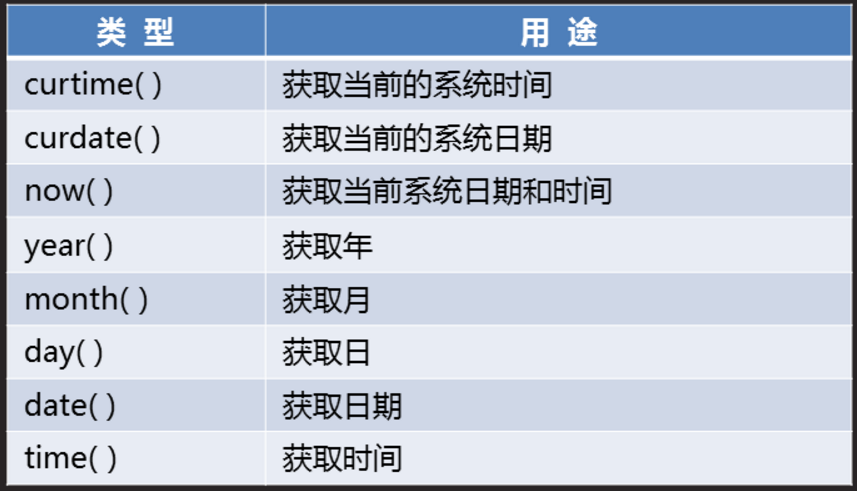 类 型 用 途
curtime( ) 获取当前的系统时间
curdate( ) 获取当前的系统日期
now( ) 获取当前系统日期和时间
year( ) 获取年
month( ) 获取月
day( ) 获取日
date( ) 获取日期
time( ) 获取时间